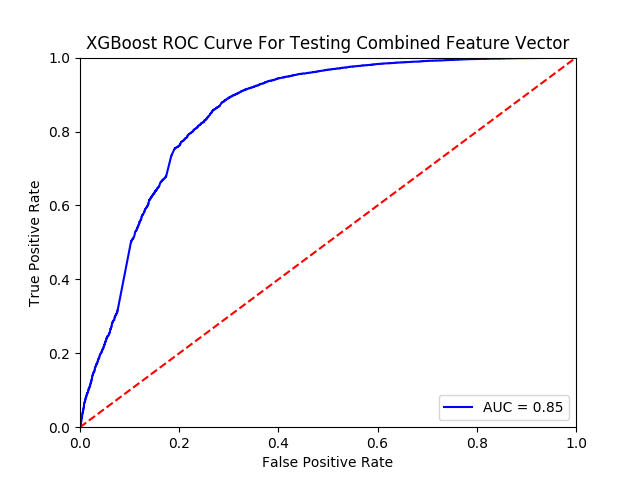 XGBoost ROC Curve For Testing Combined Feature Vector
1.0
0.8
0.6
0.4
0.2
0.0
True Positive Rate
AUC = 0.85
0.0 0.2 0.4 0.6 0.8 1.0
False Positive Rate